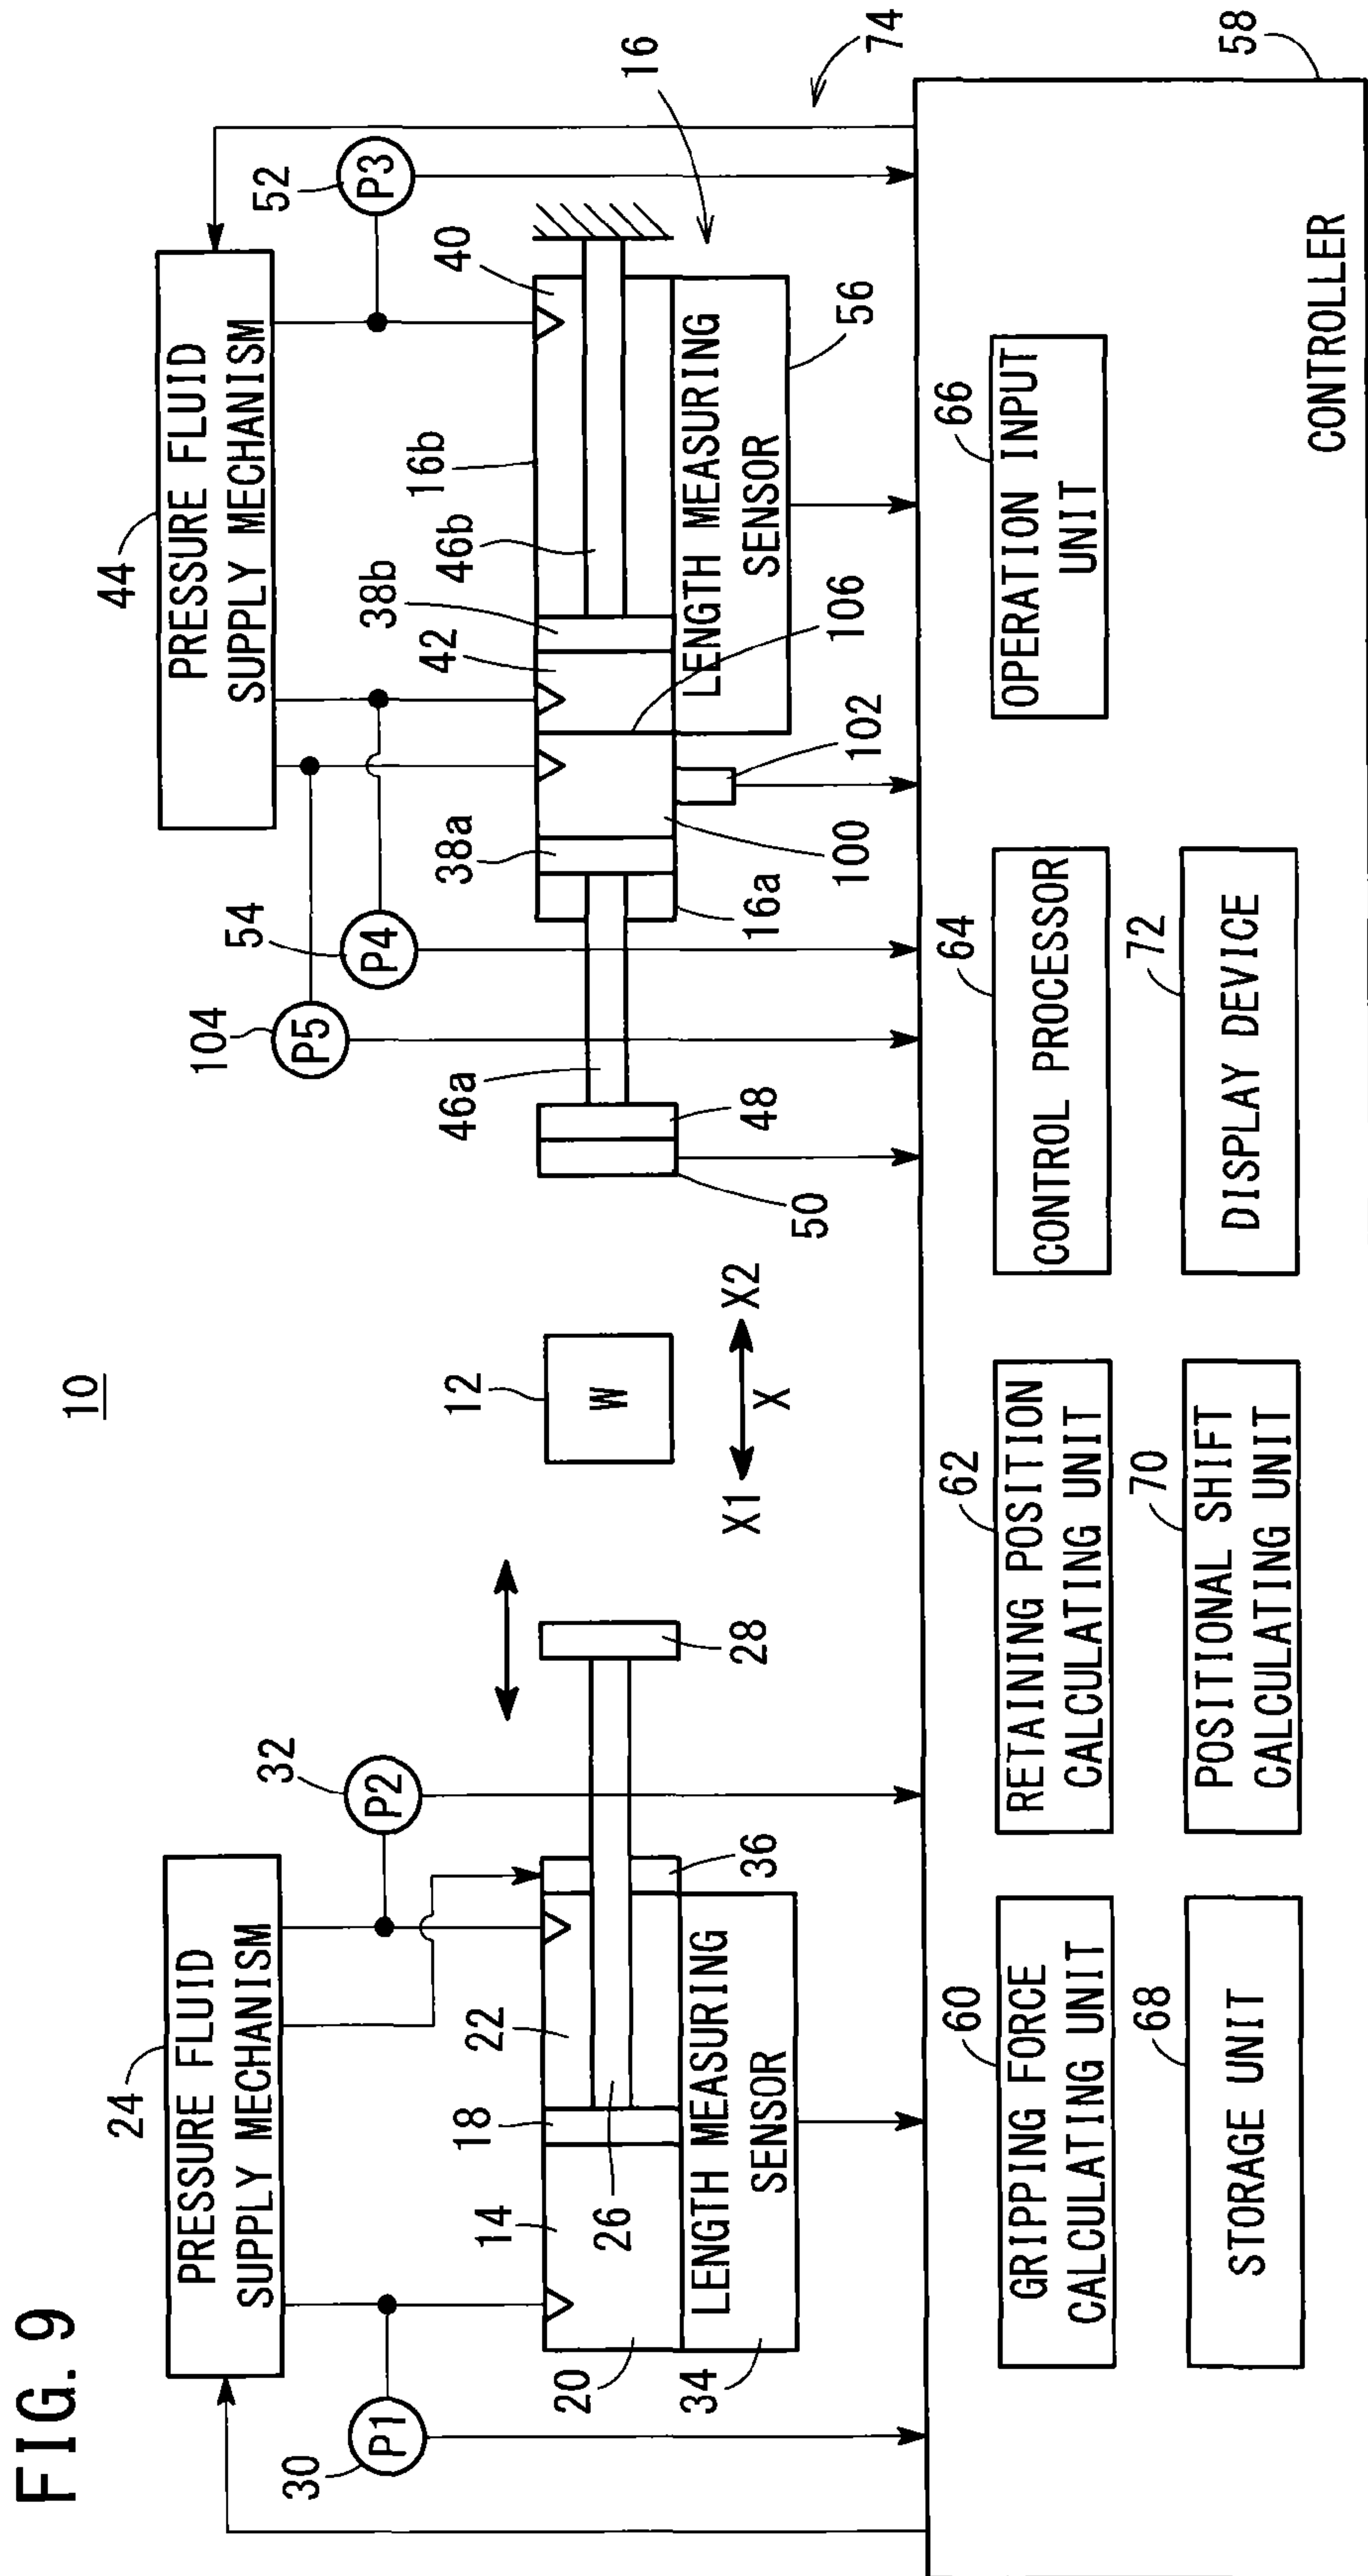 FIG. 9
10
24
PRESSURE FLUID
SUPPLY MECHANISM
44
PRESSURE FLUID
SUPPLY MECHANISM
30
P1
32
P2
104
P5
54
P4
52
P3
14
18
22
12
W
46a
38a
42
38b
46b
16b
40
16
20
26
36
28
X1
X
X2
50
48
16a
100
102
106
56
74
34
LENGTH MEASURING
SENSOR
LENGTH MEASURING
SENSOR
58
60
GRIPPING FORCE
CALCULATING UNIT
62
RETAINING POSITION
CALCULATING UNIT
64
CONTROL PROCESSOR
66
OPERATION INPUT
UNIT
68
STORAGE UNIT
70
POSITIONAL SHIFT
CALCULATING UNIT
72
DISPLAY DEVICE
CONTROLLER